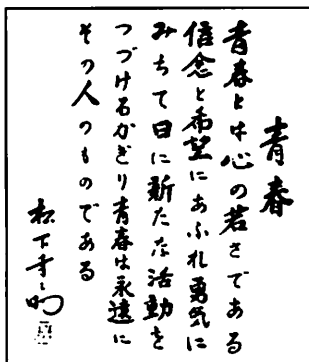 青春
青春とは心の若さである
信念と希望にあふれ勇気に
みちて日に新たな活動を
つづけるかぎり青春は永遠に
その人のものである
松下幸之助